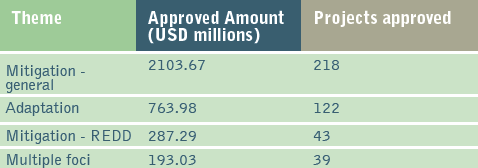 Theme Approved Amount (USD millions) Projects approved
Mitigation - general 2103.67 218
Adaptation 763.98 122
Mitigation - REDD 287.29 43
Multiple foci 193.03 39